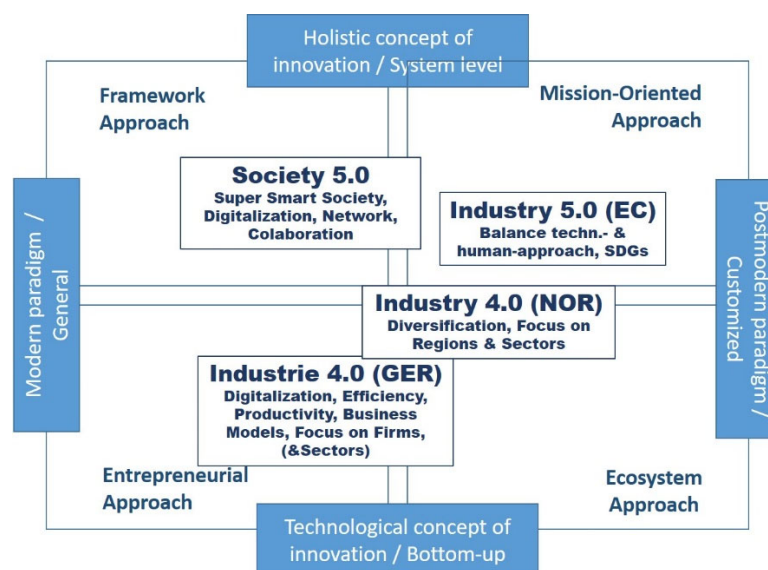 Holistic concept of
innovation / System level
Framework
Approach
Mission-Oriented
Approach
Society 5.0
Super Smart Society,
Digitalization, Network,
Colaboration
Industry 5.0 (EC)
Balance techn.- &
human-approach, SDGs
Modern paradigm /
General
Postmodern paradigm /
Customized
Industry 4.0 (NOR)
Diversification, Focus on
Regions & Sectors
Industrie 4.0 (GER)
Digitalization, Efficiency,
Productivity, Business
Models, Focus on Firms,
(&Sectors)
Entrepreneurial
Approach
Ecosystem
Approach
Technological concept of
innovation / Bottom-up